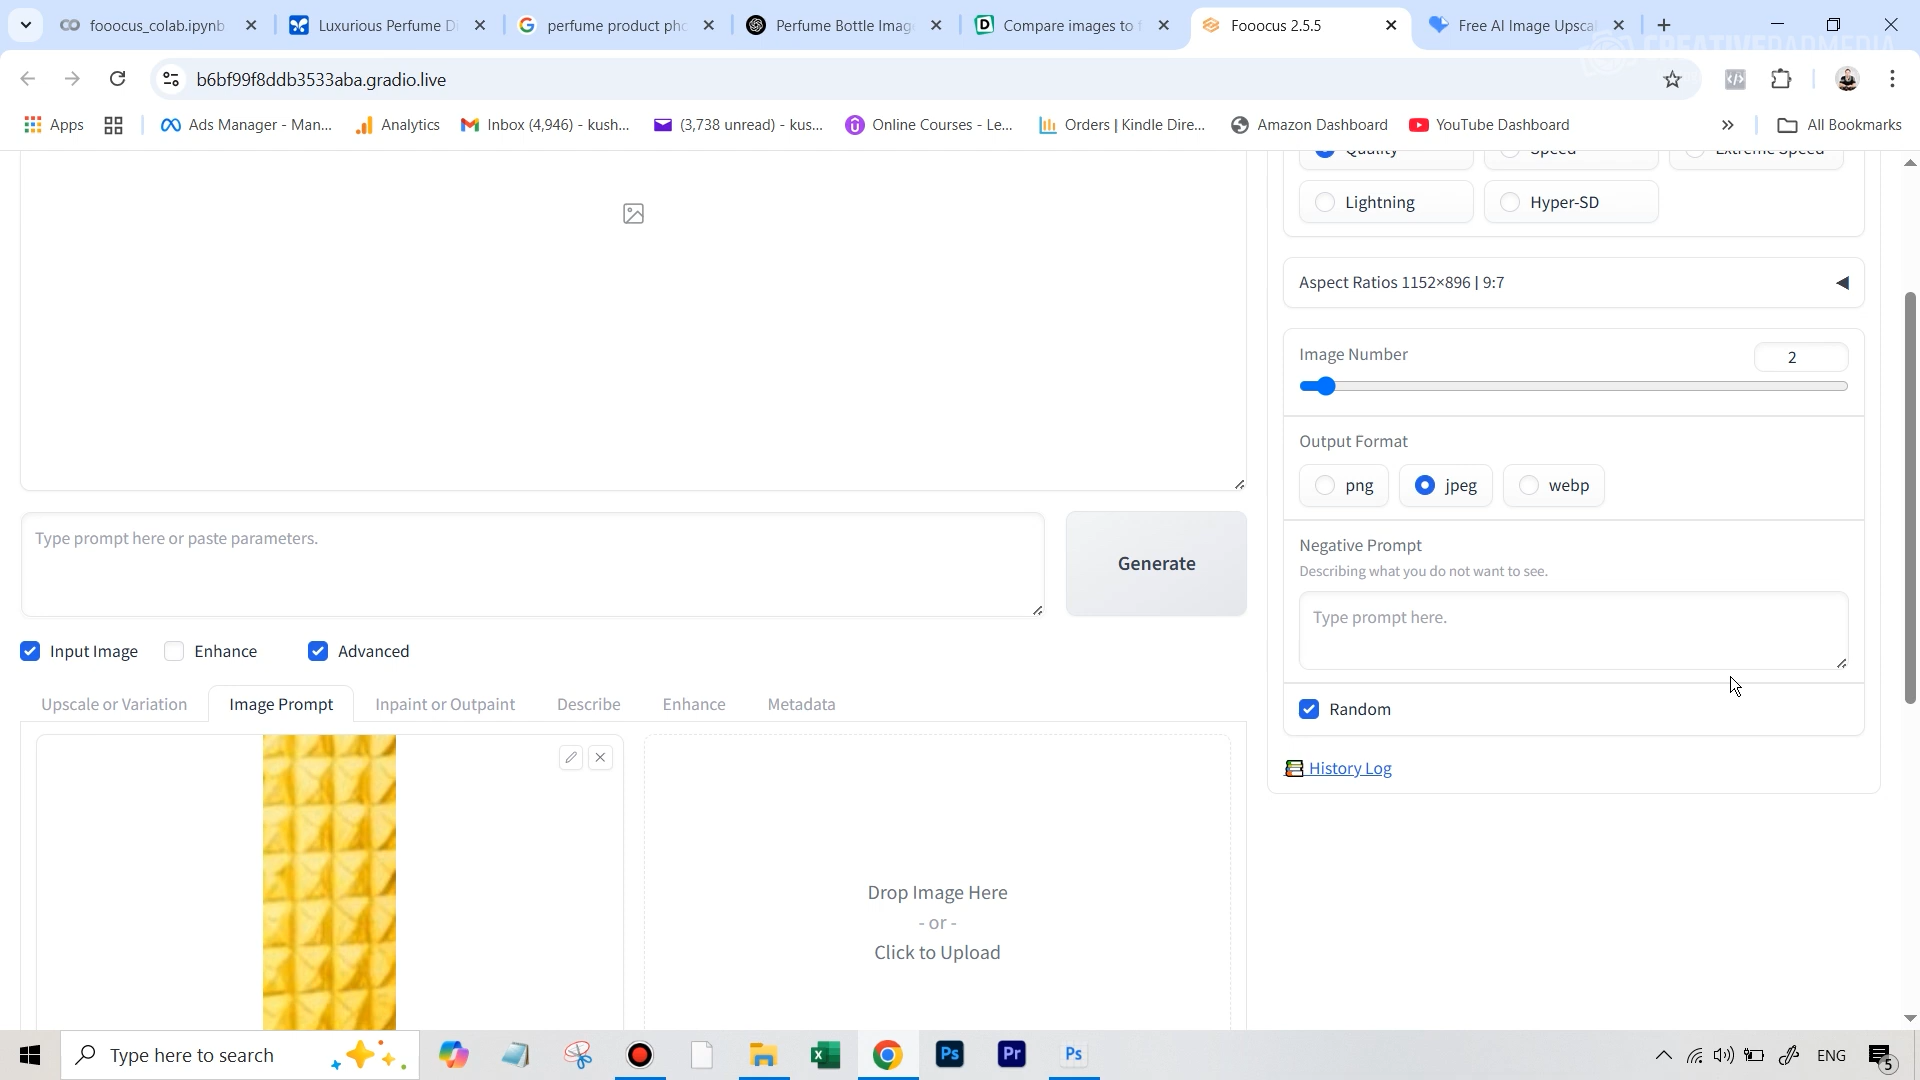 fooocus_colab.ipynb
Luxurious Perfume D
perfume product pho
Perfume Bottle Imag
Compare images to f
Fooocus 2.5.5
Free AI Image Upsca
CREATIVEDADMEDIA
b6bf99f8ddb3533aba.gradio.live
Apps
Ads Manager - Man...
Analytics
Inbox (4,946) - kush...
(3,738 unread) - kus...
Online Courses - Le...
Orders | Kindle Dire...
Amazon Dashboard
YouTube Dashboard
All Bookmarks
Quality
Speed
Extreme Speed
Lightning
Hyper-SD
Aspect Ratios 1152×896 | 9:7
Image Number
2
Output Format
png
jpeg
webp
Type prompt here or paste parameters.
Generate
Negative Prompt
Describing what you do not want to see.
Type prompt here.
Input Image
Enhance
Advanced
Random
Upscale or Variation
Image Prompt
Inpaint or Outpaint
Describe
Enhance
Metadata
History Log
Drop Image Here
- or -
Click to Upload
Type here to search
Ps
Pr
Ps
ENG
5